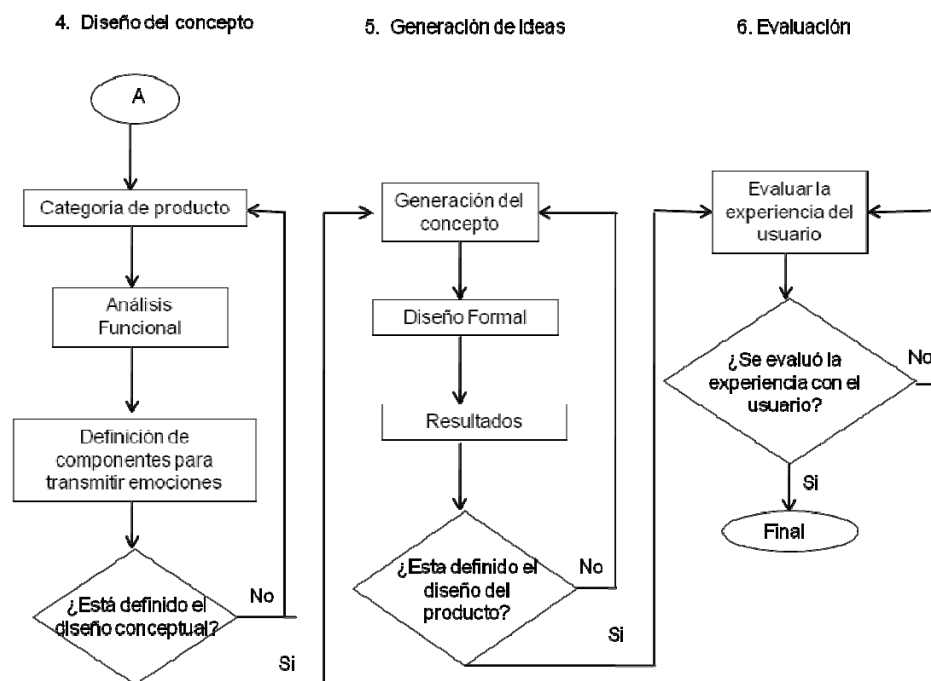 4. Diseño del concepto
A
Categoría de producto
Análisis
Funcional
Definición de
componentes para
transmitir emociones
¿Está definido el
diseño conceptual?
No
Si
5. Generación de ideas
Generación del
concepto
Diseño Formal
Resultados
¿Esta definido el
diseño del
producto?
No
Si
6. Evaluación
Evaluar la
experiencia del
usuario
¿Se evaluó la
experiencia con el
usuario?
No
Si
Final